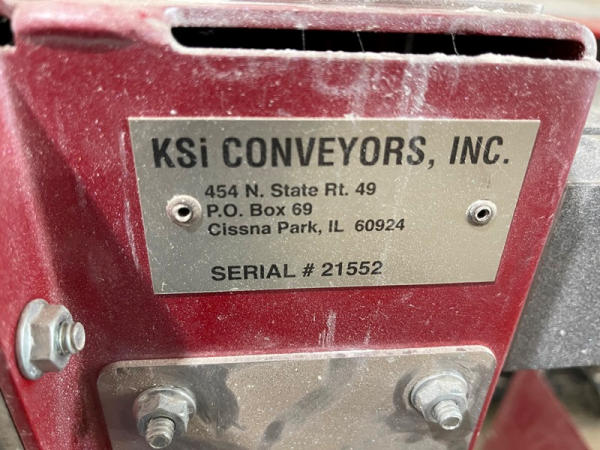 KSi CONVEYORS, INC.
454 N. State Rt. 49
P.O. Box 69
Cissna Park, IL 60924
SERIAL # 21552